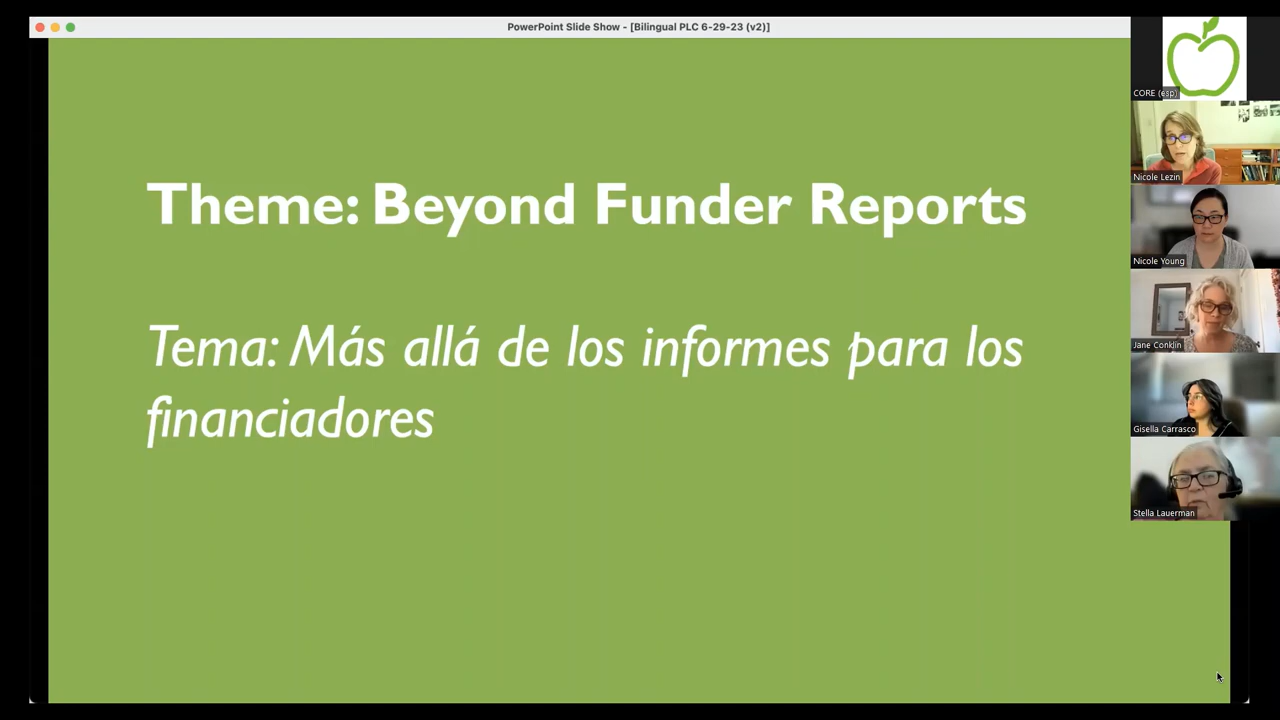 PowerPoint Slide Show - [Bilingual PLC 6-29-23 (v2)]
Theme: Beyond Funder Reports
Tema: Más allá de los informes para los
financiadores
CORE (esp)
Nicole Lezin
Nicole Young
Jane Conklin
Gisella Carrasco
Stella Lauerman